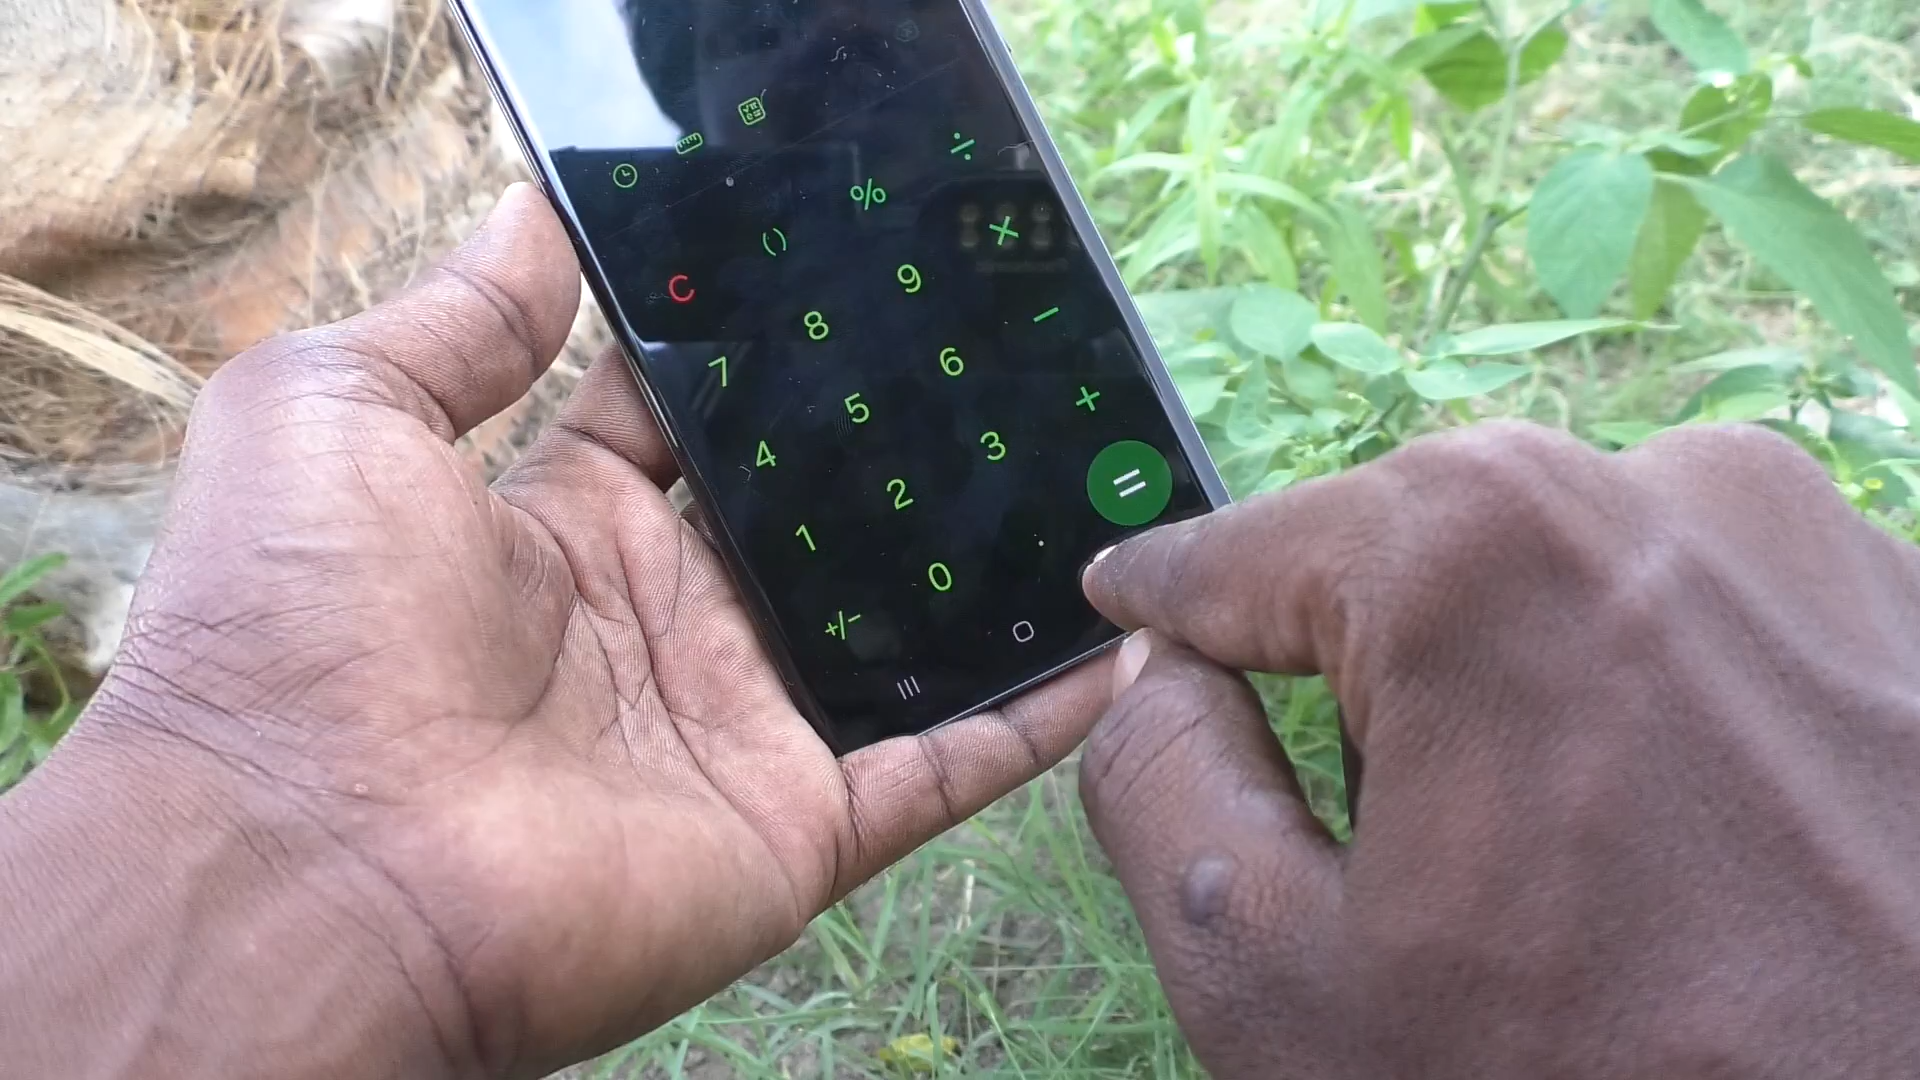 C () % ÷
7 8 9 ×
4 5 6 −
1 2 3 +
+/− 0 . =